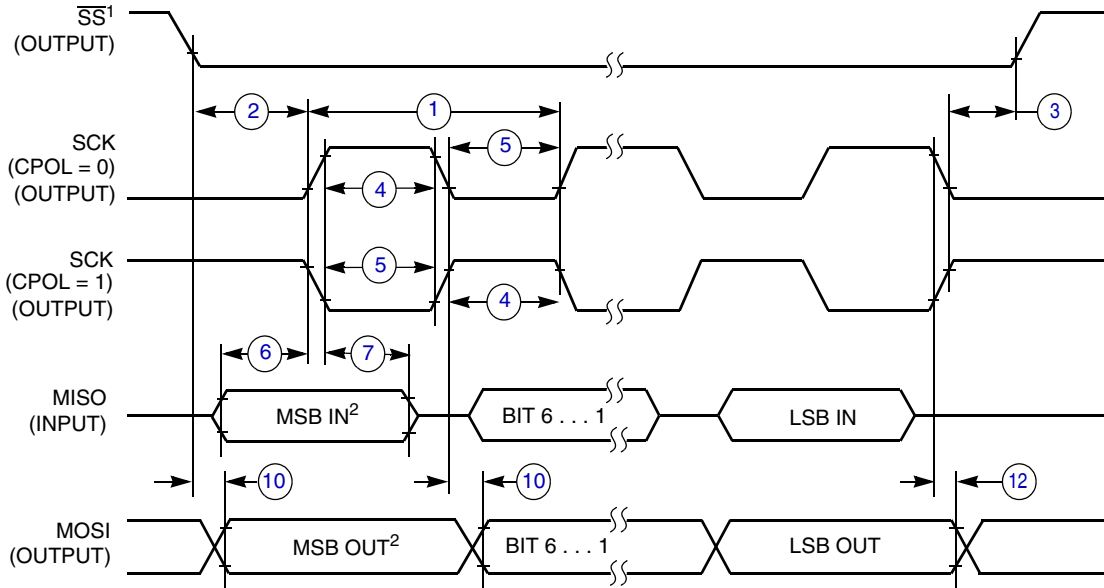 SS¹
(OUTPUT)
2
1
3
SCK
(CPOL = 0)
(OUTPUT)
5
4
SCK
(CPOL = 1)
(OUTPUT)
5
4
6
7
MISO
(INPUT)
MSB IN²
BIT 6 . . . 1
LSB IN
10
10
12
MOSI
(OUTPUT)
MSB OUT²
BIT 6 . . . 1
LSB OUT